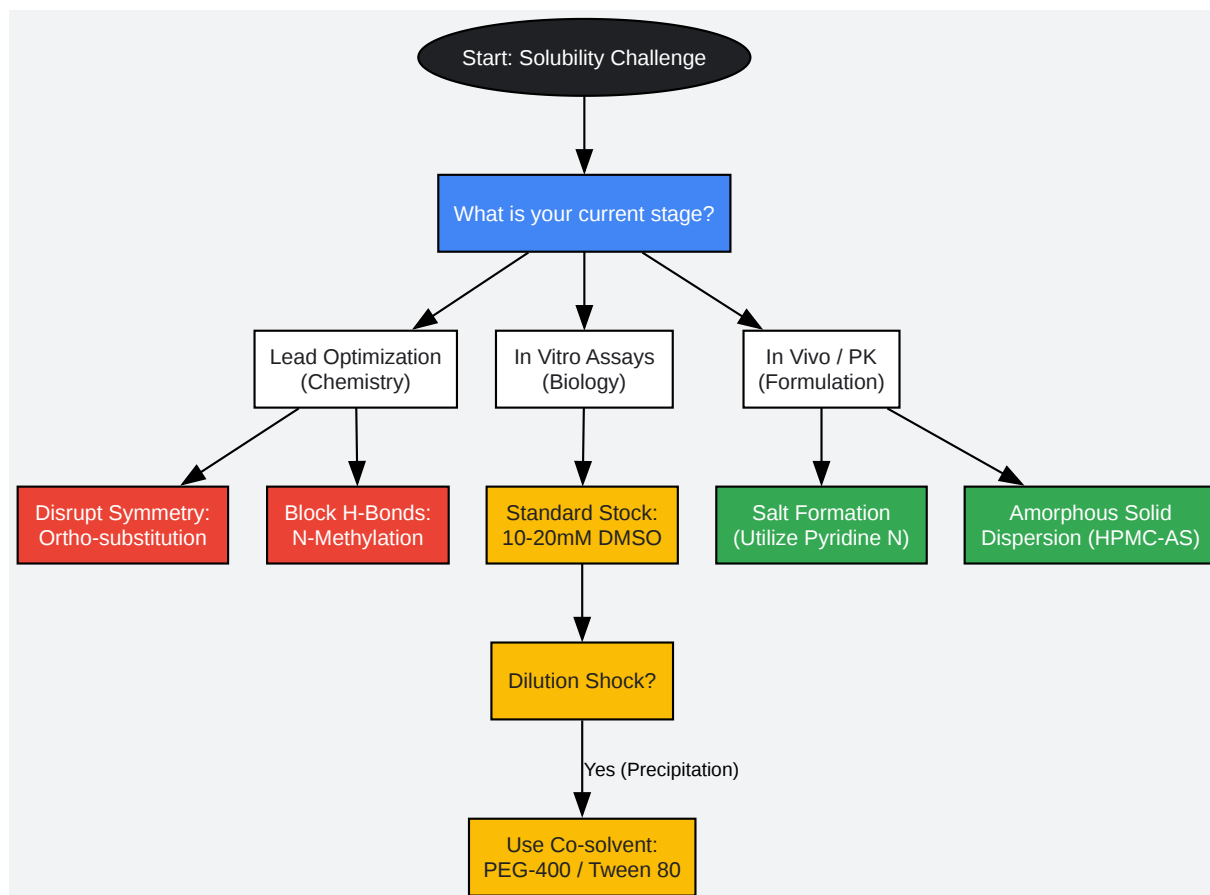 Start: Solubility Challenge
What is your current stage?
Lead Optimization
(Chemistry)
In Vitro Assays
(Biology)
In Vivo / PK
(Formulation)
Disrupt Symmetry:
Ortho-substitution
Block H-Bonds:
N-Methylation
Standard Stock:
10-20mM DMSO
Salt Formation
(Utilize Pyridine N)
Amorphous Solid
Dispersion (HPMC-AS)
Dilution Shock?
Yes (Precipitation)
Use Co-solvent:
PEG-400 / Tween 80